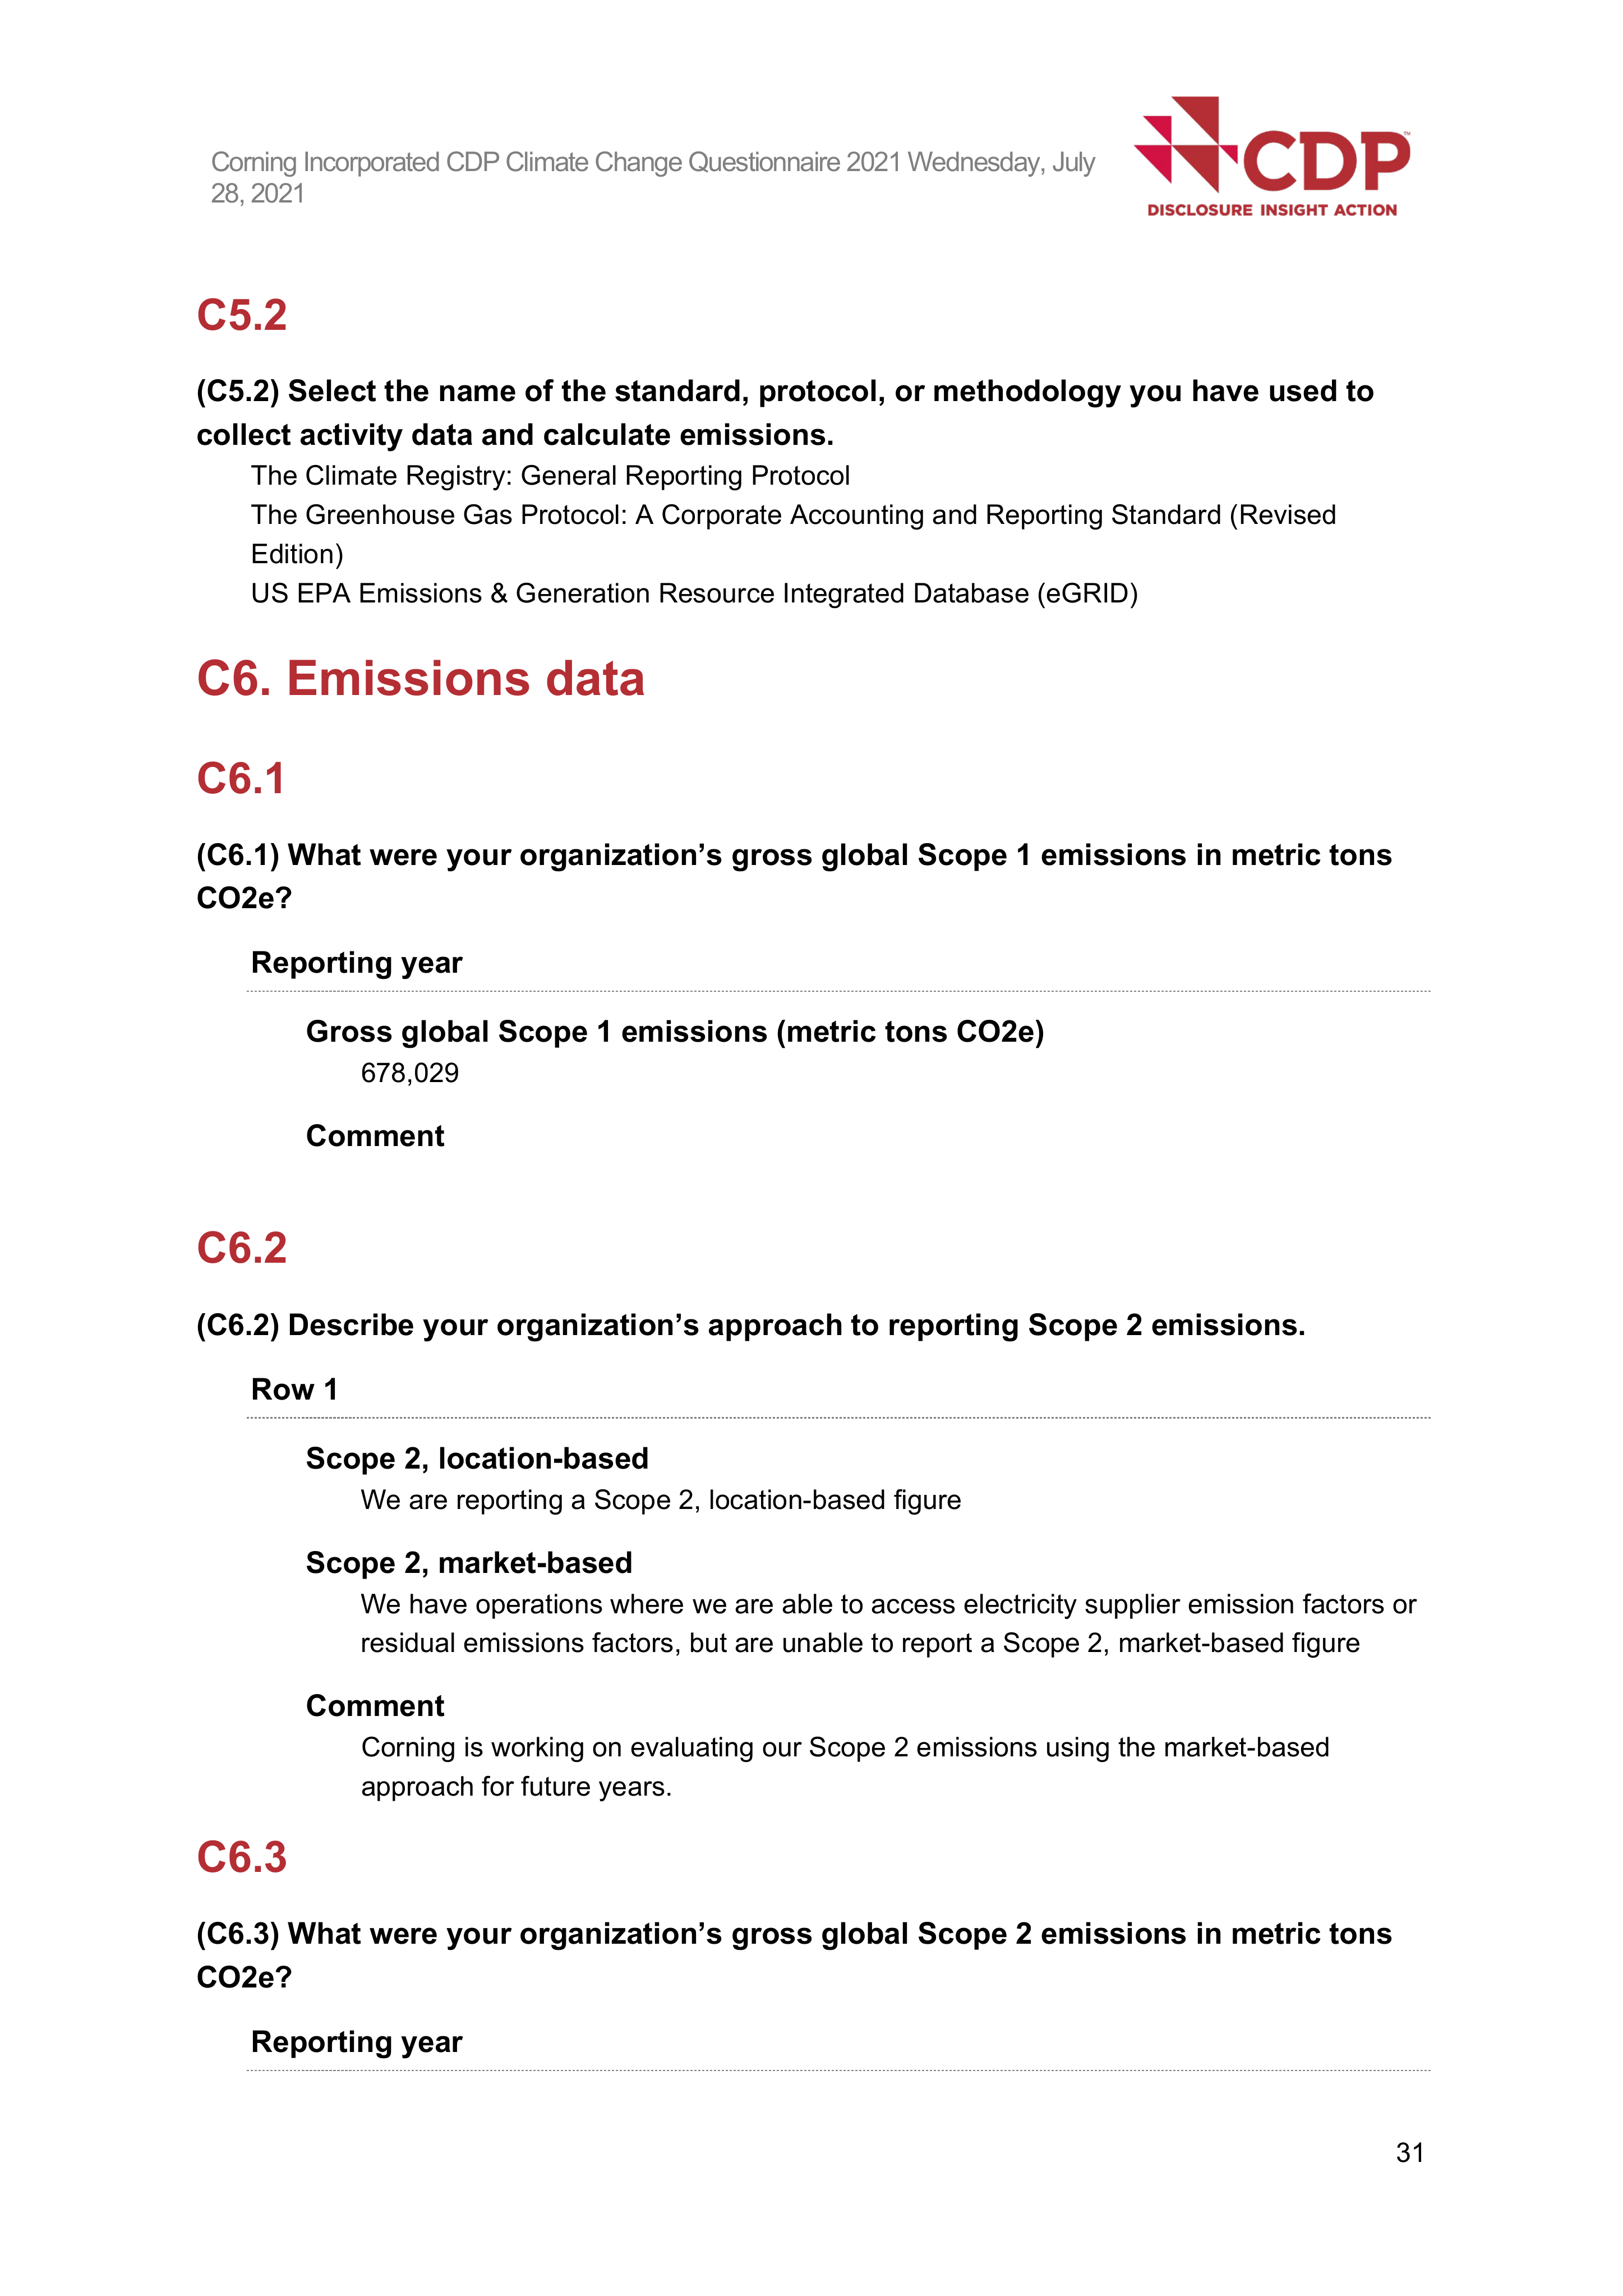 Corning Incorporated CDP Climate Change Questionnaire 2021 Wednesday, July
28, 2021
CDP™
DISCLOSURE INSIGHT ACTION
C5.2
(C5.2) Select the name of the standard, protocol, or methodology you have used to
collect activity data and calculate emissions.
The Climate Registry: General Reporting Protocol
The Greenhouse Gas Protocol: A Corporate Accounting and Reporting Standard (Revised
Edition)
US EPA Emissions & Generation Resource Integrated Database (eGRID)
C6. Emissions data
C6.1
(C6.1) What were your organization’s gross global Scope 1 emissions in metric tons
CO2e?
Reporting year
Gross global Scope 1 emissions (metric tons CO2e)
678,029
Comment
C6.2
(C6.2) Describe your organization’s approach to reporting Scope 2 emissions.
Row 1
Scope 2, location-based
We are reporting a Scope 2, location-based figure
Scope 2, market-based
We have operations where we are able to access electricity supplier emission factors or
residual emissions factors, but are unable to report a Scope 2, market-based figure
Comment
Corning is working on evaluating our Scope 2 emissions using the market-based
approach for future years.
C6.3
(C6.3) What were your organization’s gross global Scope 2 emissions in metric tons
CO2e?
Reporting year
31